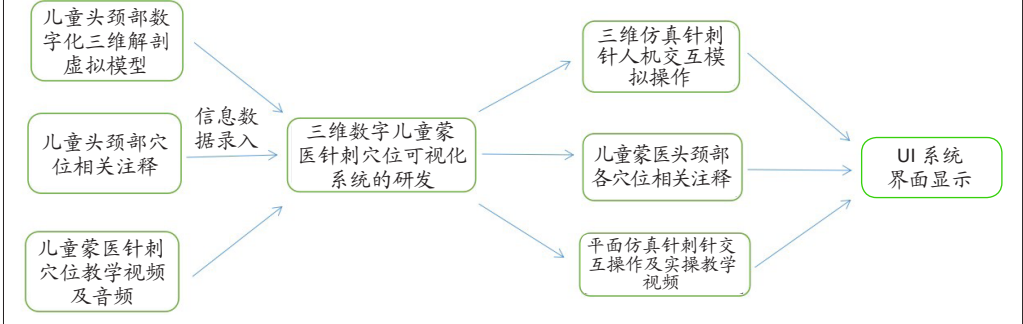 儿童头颈部数
字化三维解剖
虚拟模型
儿童头颈部穴
位相关注释
儿童蒙医针刺
穴位教学视频
及音频
信息数
据录入
三维数字儿童蒙
医针刺穴位可视化
系统的研发
三维仿真针刺
针人机交互模
拟操作
儿童蒙医头颈部
各穴位相关注释
平面仿真针刺针交
互操作及实操教学
视频
UI 系统
界面显示